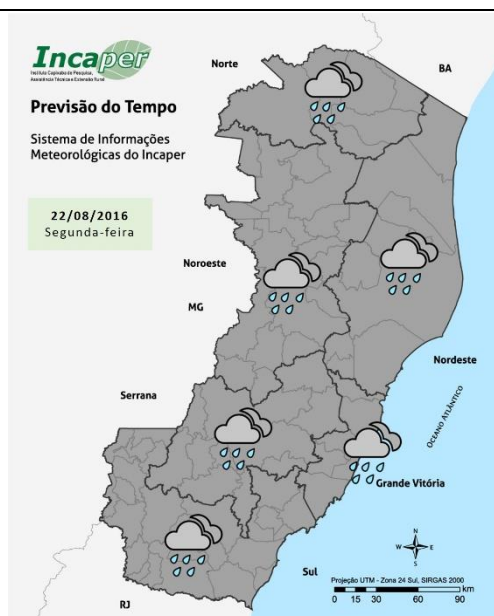 Incaper
Instituto Capixaba de Pesquisa,
Assistência Técnica e Extensão Rural
Previsão do Tempo
Sistema de Informações
Meteorológicas do Incaper
22/08/2016
Segunda-feira
Norte
BA
Noroeste
MG
Nordeste
Serrana
OCEANO ATLÂNTICO
Grande Vitória
Sul
RJ
N
W
E
S
Projeção UTM - Zona 24 Sul, SIRGAS 2000
km
0 15 30 60 90